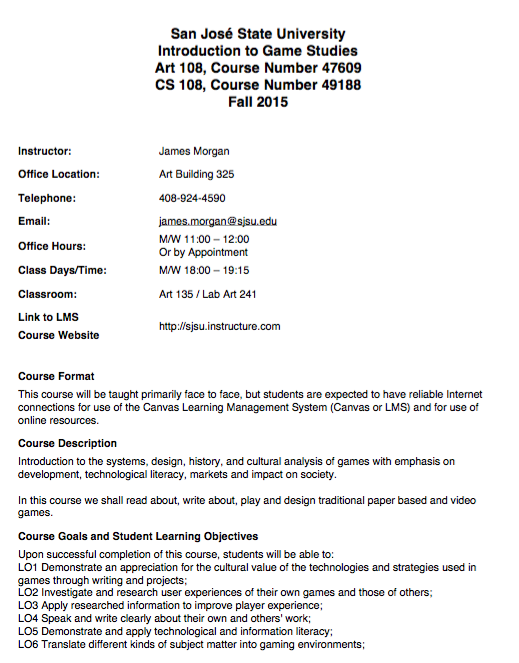 San José State University
Introduction to Game Studies
Art 108, Course Number 47609
CS 108, Course Number 49188
Fall 2015
Instructor: James Morgan
Office Location: Art Building 325
Telephone: 408-924-4590
Email: james.morgan@sjsu.edu
Office Hours: M/W 11:00 – 12:00
Or by Appointment
Class Days/Time: M/W 18:00 – 19:15
Classroom: Art 135 / Lab Art 241
Link to LMS
Course Website http://sjsu.instructure.com
Course Format
This course will be taught primarily face to face, but students are expected to have reliable Internet
connections for use of the Canvas Learning Management System (Canvas or LMS) and for use of
online resources.
Course Description
Introduction to the systems, design, history, and cultural analysis of games with emphasis on
development, technological literacy, markets and impact on society.
In this course we shall read about, write about, play and design traditional paper based and video
games.
Course Goals and Student Learning Objectives
Upon successful completion of this course, students will be able to:
LO1 Demonstrate an appreciation for the cultural value of the technologies and strategies used in
games through writing and projects;
LO2 Investigate and research user experiences of their own games and those of others;
LO3 Apply researched information to improve player experience;
LO4 Speak and write clearly about their own and others' work;
LO5 Demonstrate and apply technological and information literacy;
LO6 Translate different kinds of subject matter into gaming environments;